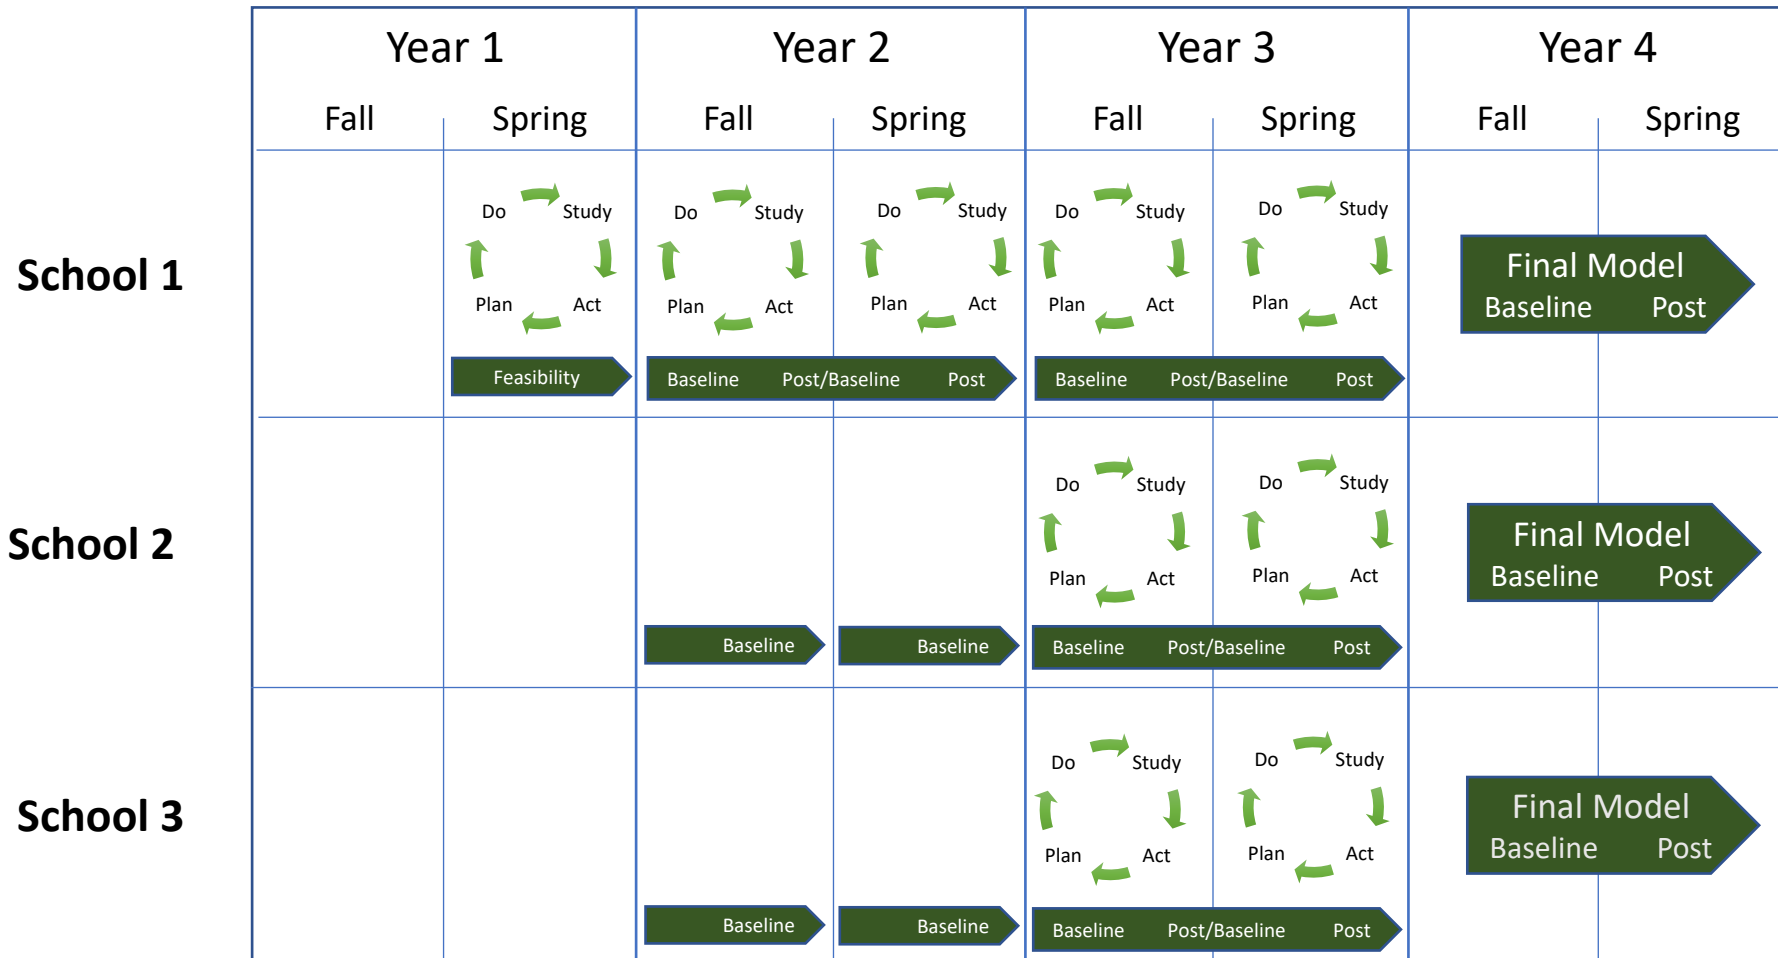 Year 1 Year 2 Year 3 Year 4
Fall Spring Fall Spring Fall Spring Fall Spring
School 1
Do Study Do Study Do Study Do Study Do Study
Plan Act Plan Act Plan Act Plan Act Plan Act
Final Model
Baseline Post
Feasibility Baseline Post/Baseline Post Baseline Post/Baseline Post
School 2
Do Study Do Study
Plan Act Plan Act
Final Model
Baseline Post
Baseline Baseline Baseline Post/Baseline Post
School 3
Do Study Do Study
Plan Act Plan Act
Final Model
Baseline Post
Baseline Baseline Baseline Post/Baseline Post